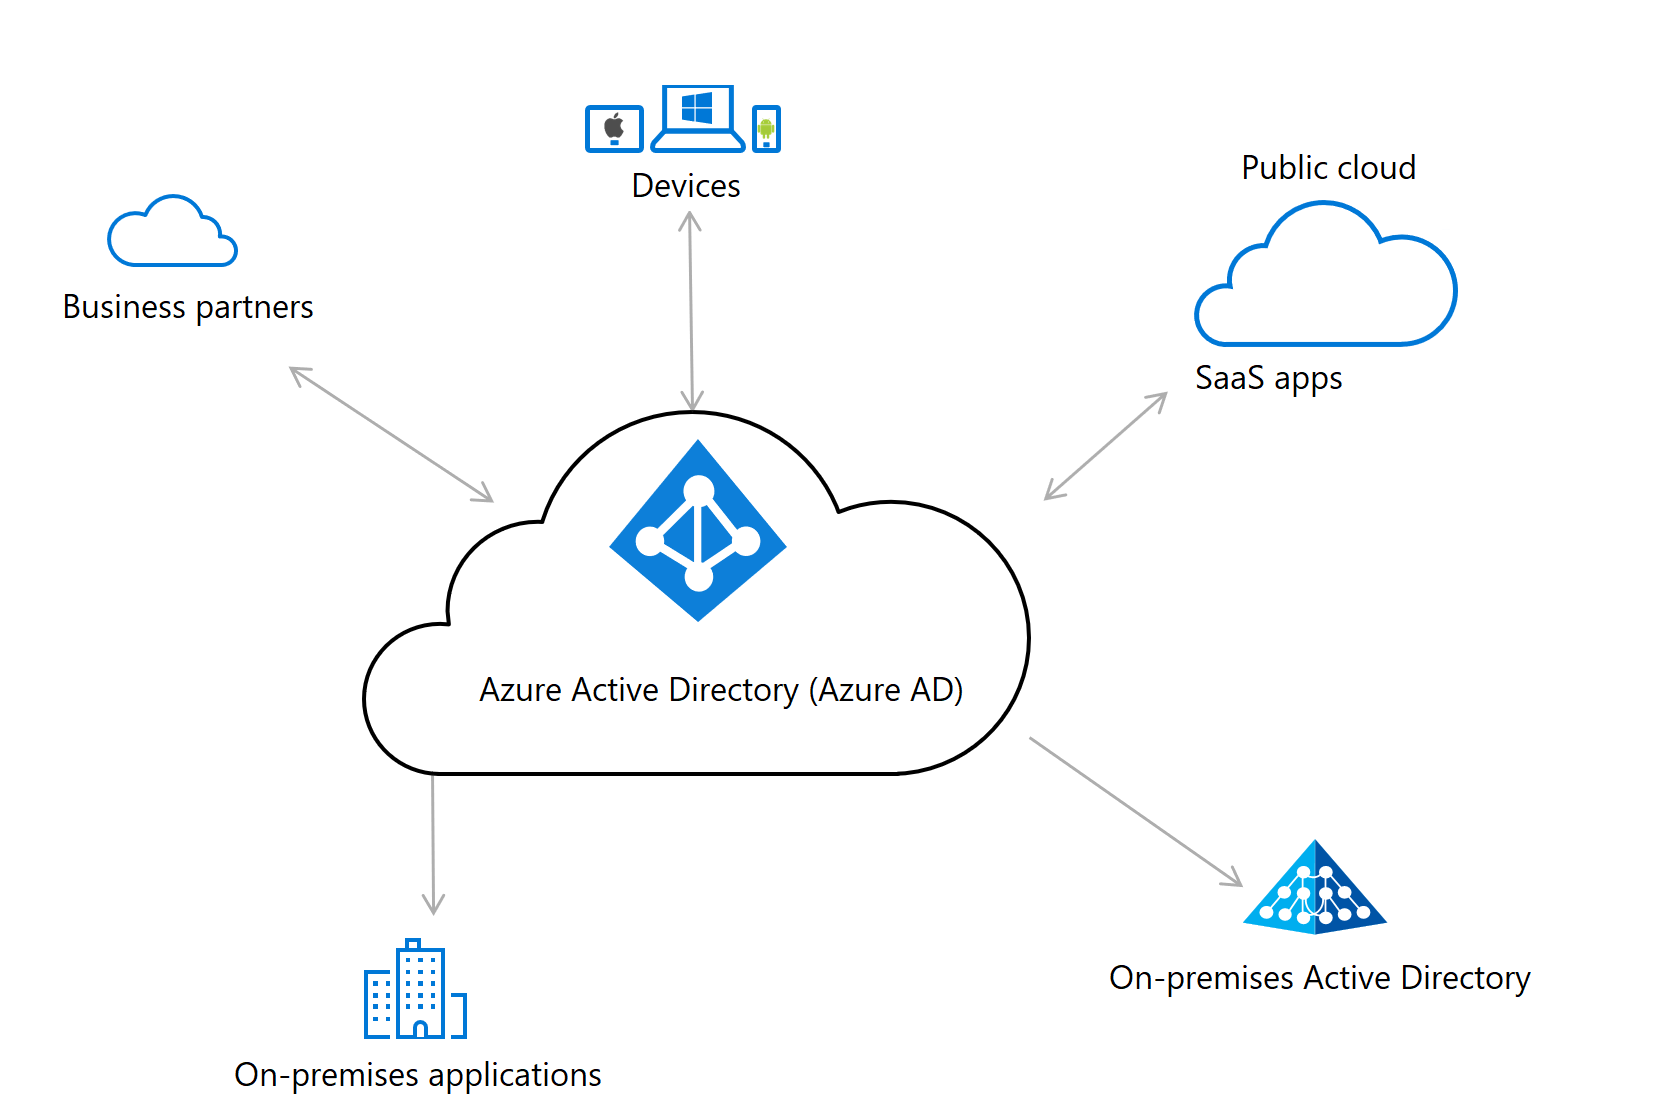 Devices
Public cloud
Business partners
SaaS apps
Azure Active Directory (Azure AD)
On-premises Active Directory
On-premises applications